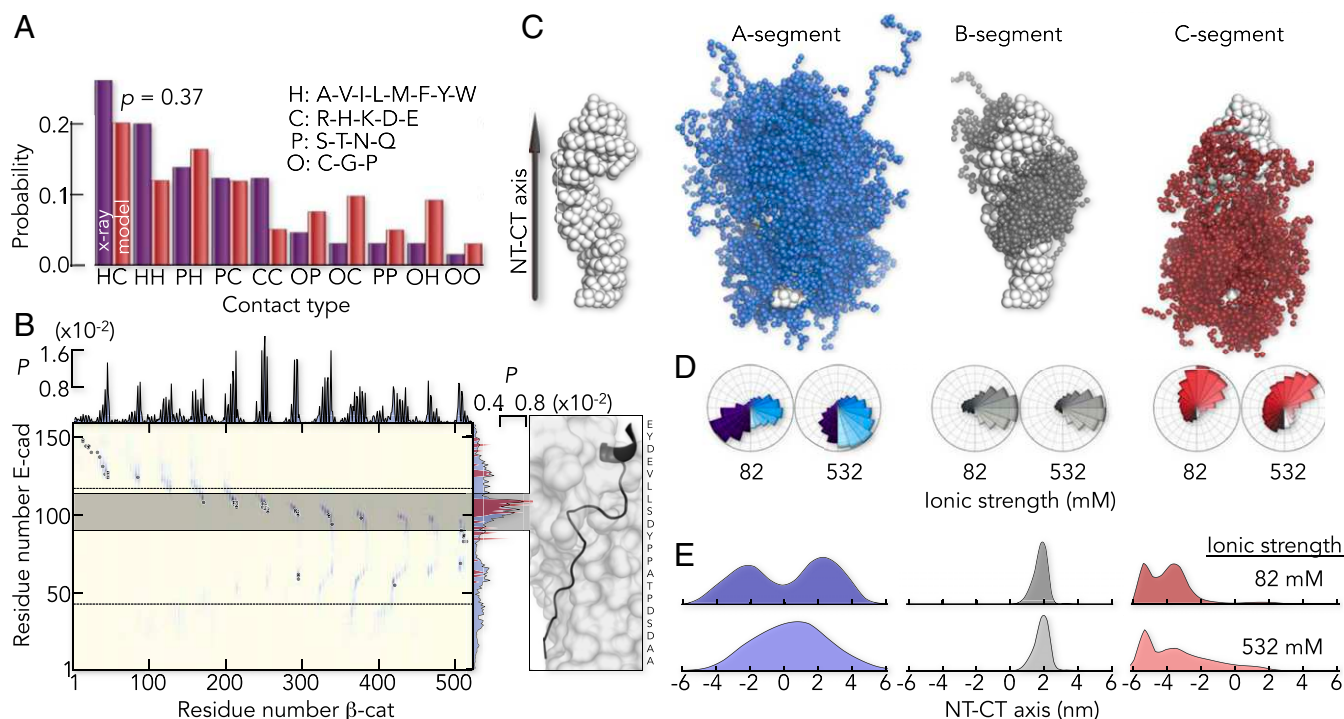 A
p = 0.37
H: A-V-I-L-M-F-Y-W
C: R-H-K-D-E
P: S-T-N-Q
O: C-G-P
0.2
0.1
0.0
Probability
x-ray
model
HC HH PH PC CC OP OC PP OH OO
Contact type
B
(x10-2)
P
1.6
0.8
P
0.4 0.8 (x10-2)
150
100
50
1
Residue number E-cad
1 100 200 300 400 500
Residue number β-cat
E
Y
D
E
V
L
L
S
D
Y
P
P
A
T
P
D
S
D
A
A
C
A-segment
B-segment
C-segment
NT-CT axis
D
82 532
82 532
82 532
Ionic strength (mM)
E
Ionic strength
82 mM
532 mM
-6 -4 -2 0 2 4 6
-6 -4 -2 0 2 4 6
-6 -4 -2 0 2 4 6
NT-CT axis (nm)